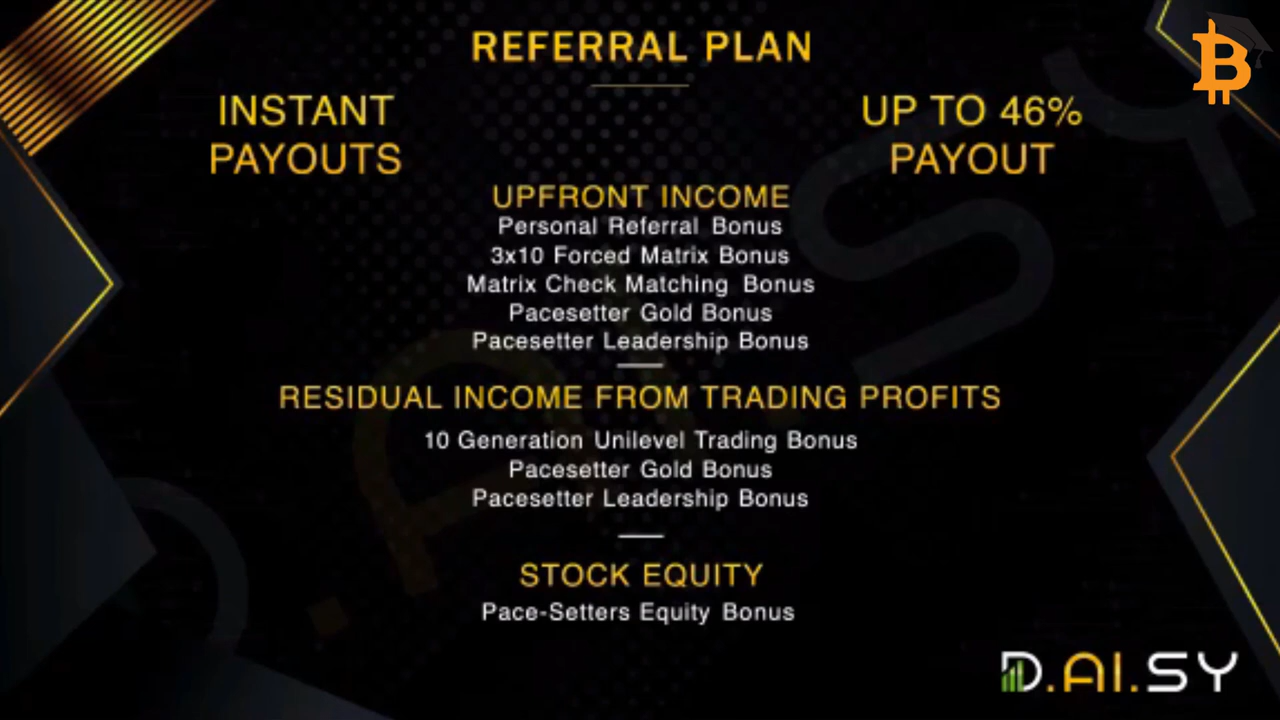 REFERRAL PLAN
INSTANT
PAYOUTS
UP TO 46%
PAYOUT
UPFRONT INCOME
Personal Referral Bonus
3x10 Forced Matrix Bonus
Matrix Check Matching Bonus
Pacesetter Gold Bonus
Pacesetter Leadership Bonus
RESIDUAL INCOME FROM TRADING PROFITS
10 Generation Unilevel Trading Bonus
Pacesetter Gold Bonus
Pacesetter Leadership Bonus
STOCK EQUITY
Pace-Setters Equity Bonus
D.AI.SY